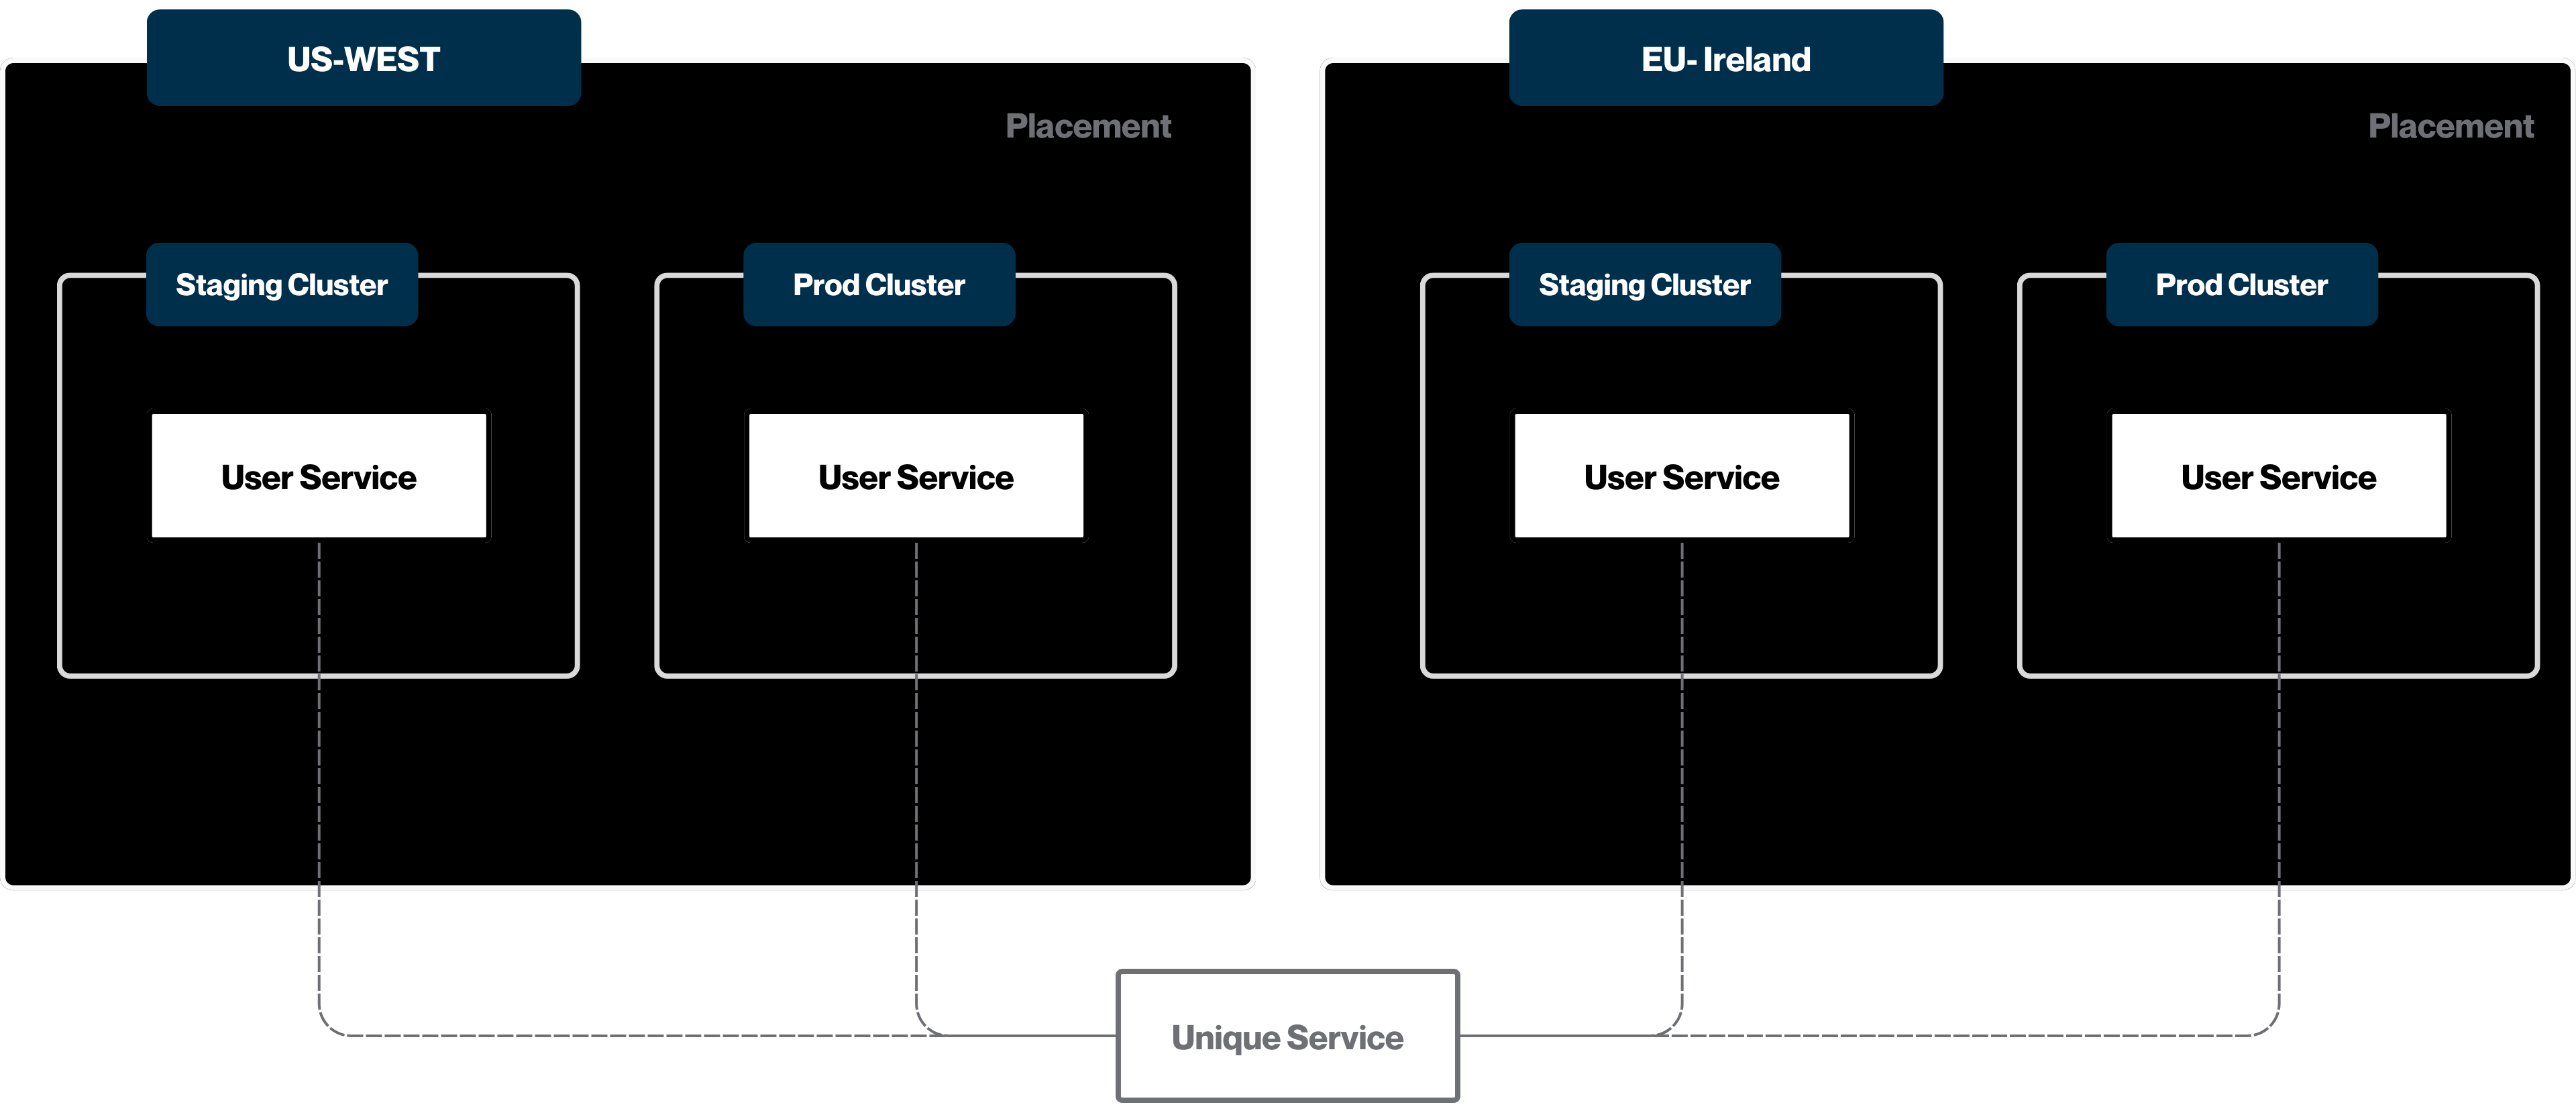 US-WEST
EU- Ireland
Placement
Placement
Staging Cluster
Prod Cluster
Staging Cluster
Prod Cluster
User Service
User Service
User Service
User Service
Unique Service